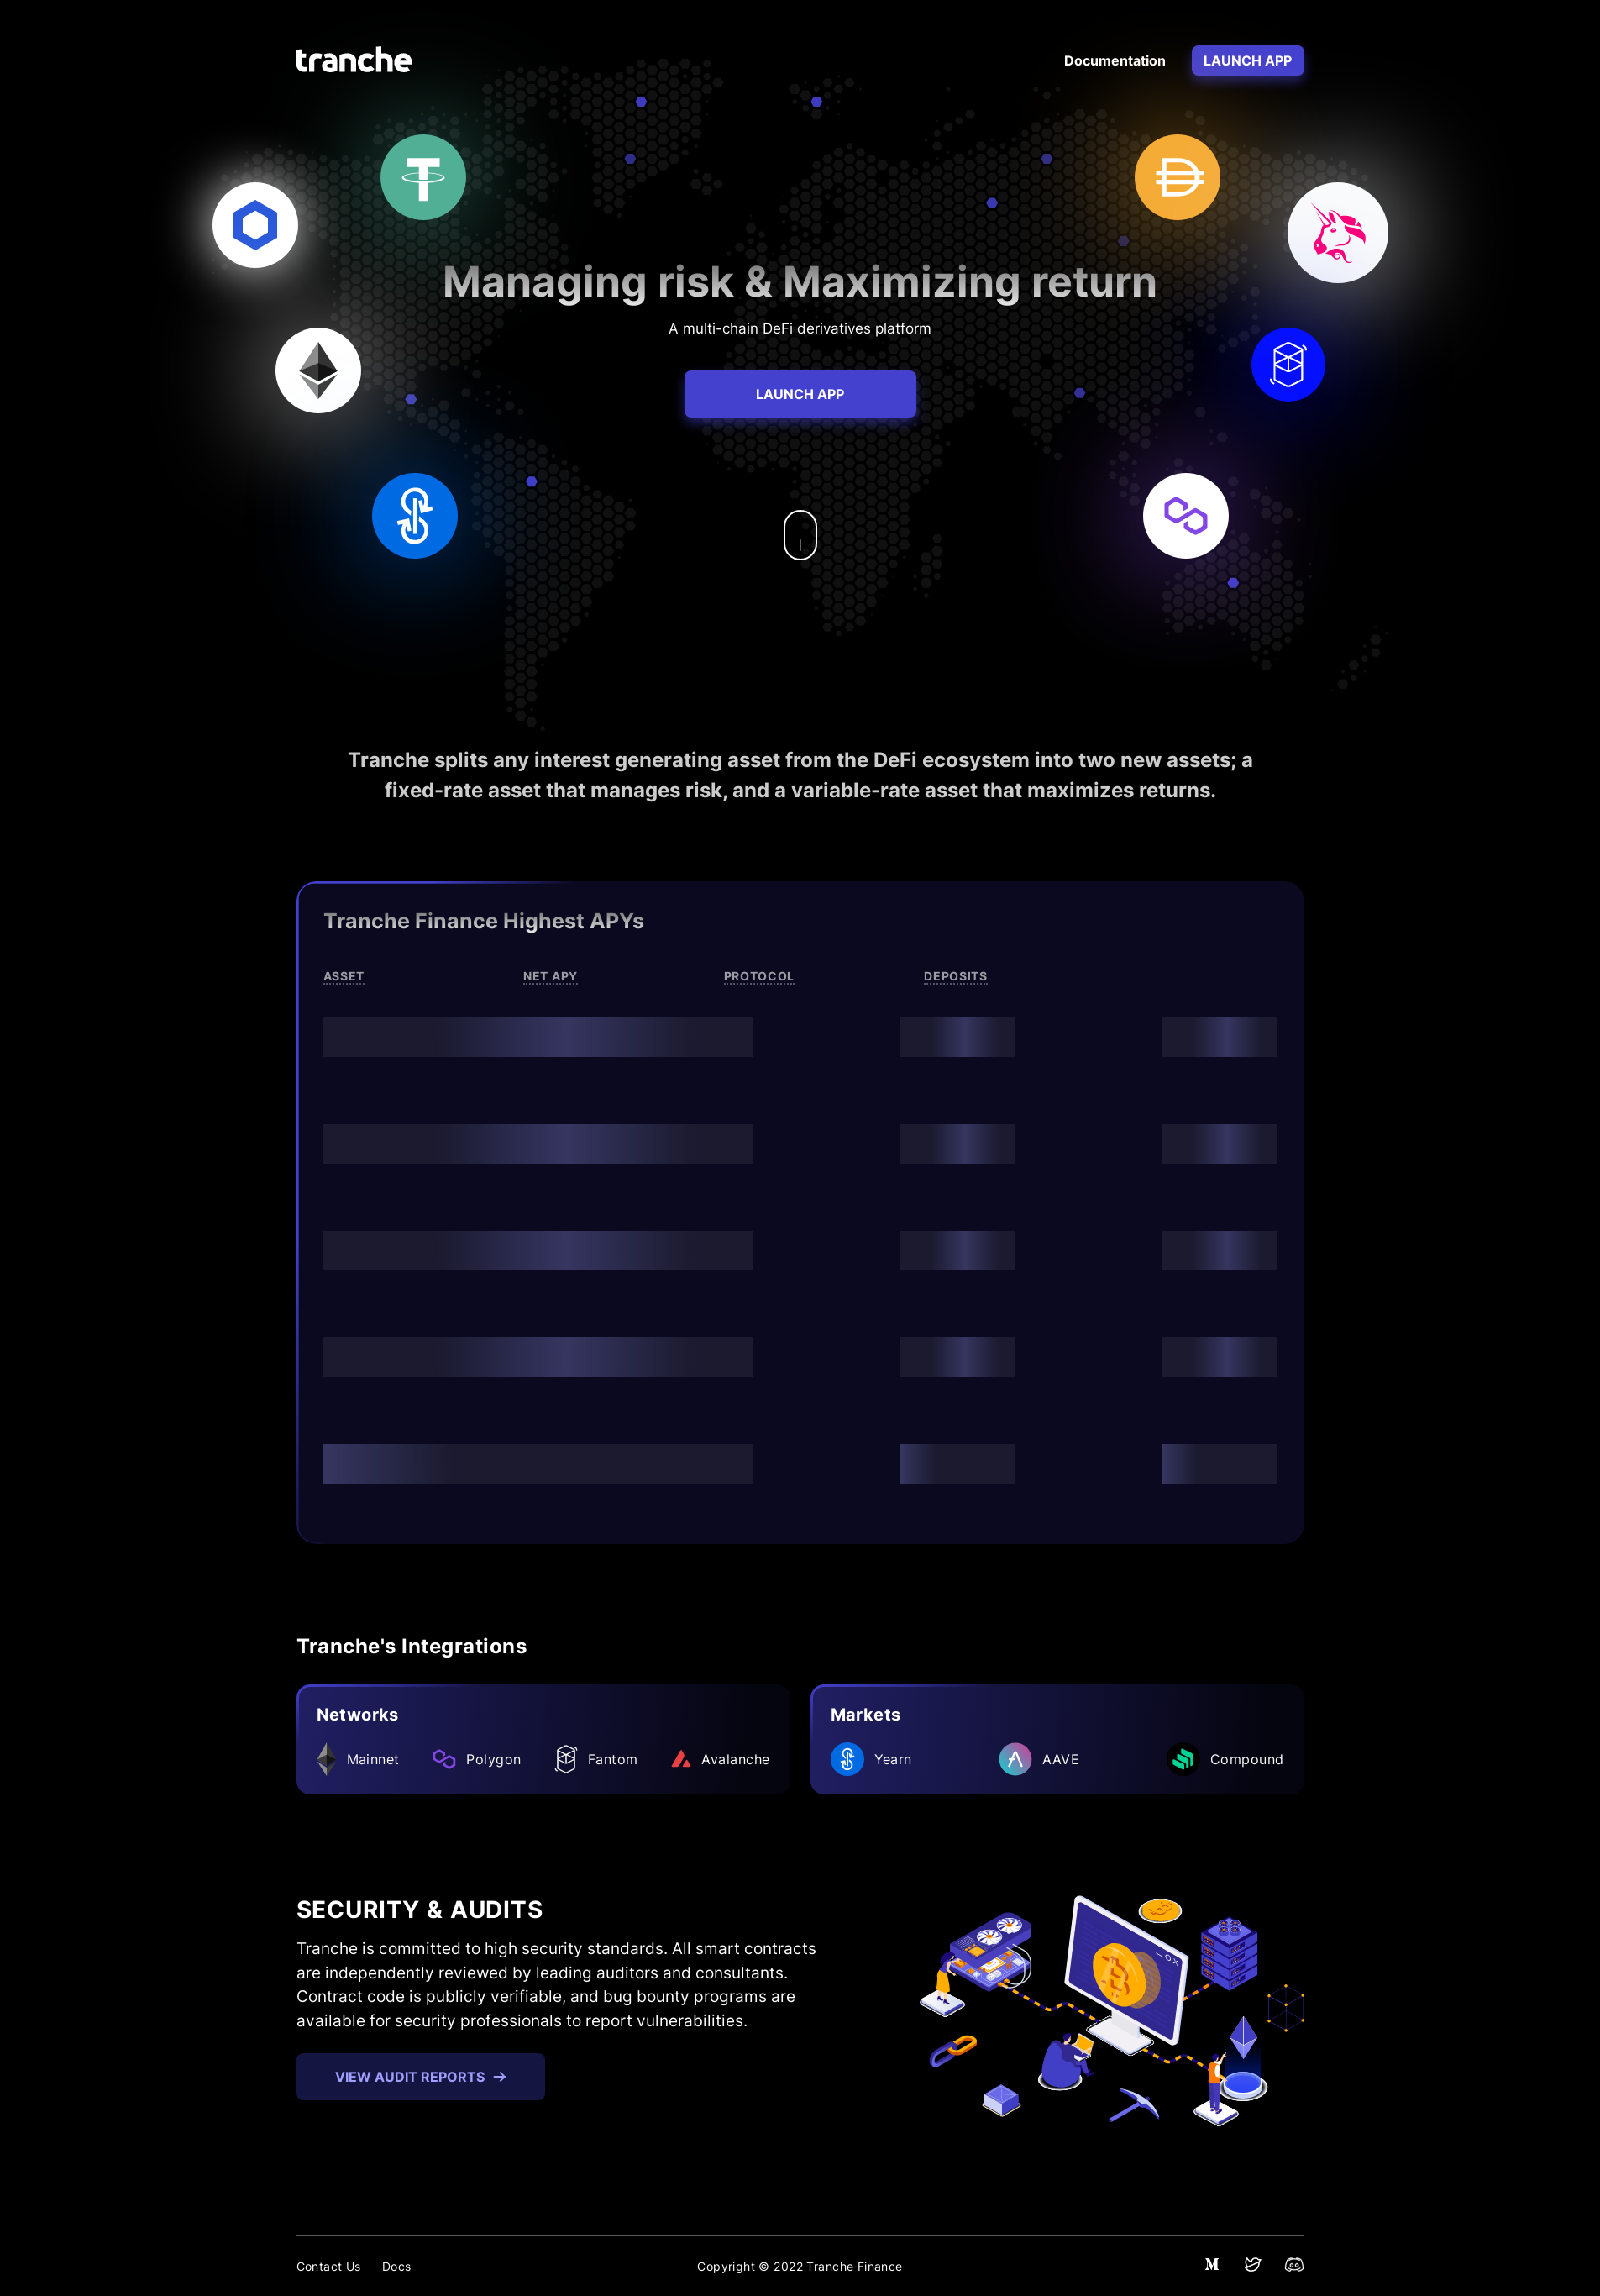 tranche
Documentation
LAUNCH APP
Managing risk & Maximizing return
A multi-chain DeFi derivatives platform
LAUNCH APP
Tranche splits any interest generating asset from the DeFi ecosystem into two new assets; a
fixed-rate asset that manages risk, and a variable-rate asset that maximizes returns.
Tranche Finance Highest APYs
ASSET NET APY PROTOCOL DEPOSITS
Tranche's Integrations
Networks
Mainnet Polygon Fantom Avalanche
Markets
Yearn AAVE Compound
SECURITY & AUDITS
Tranche is committed to high security standards. All smart contracts
are independently reviewed by leading auditors and consultants.
Contract code is publicly verifiable, and bug bounty programs are
available for security professionals to report vulnerabilities.
VIEW AUDIT REPORTS
Contact Us Docs
Copyright © 2022 Tranche Finance